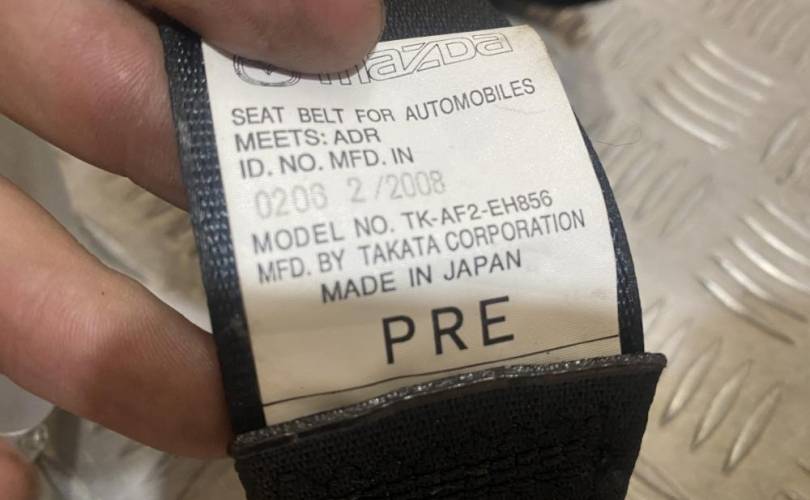 mazda
SEAT BELT FOR AUTOMOBILES
MEETS: ADR
ID. NO. MFD. IN
0206 2/2008
MODEL NO. TK-AF2-EH856
MFD. BY TAKATA CORPORATION
MADE IN JAPAN
PRE